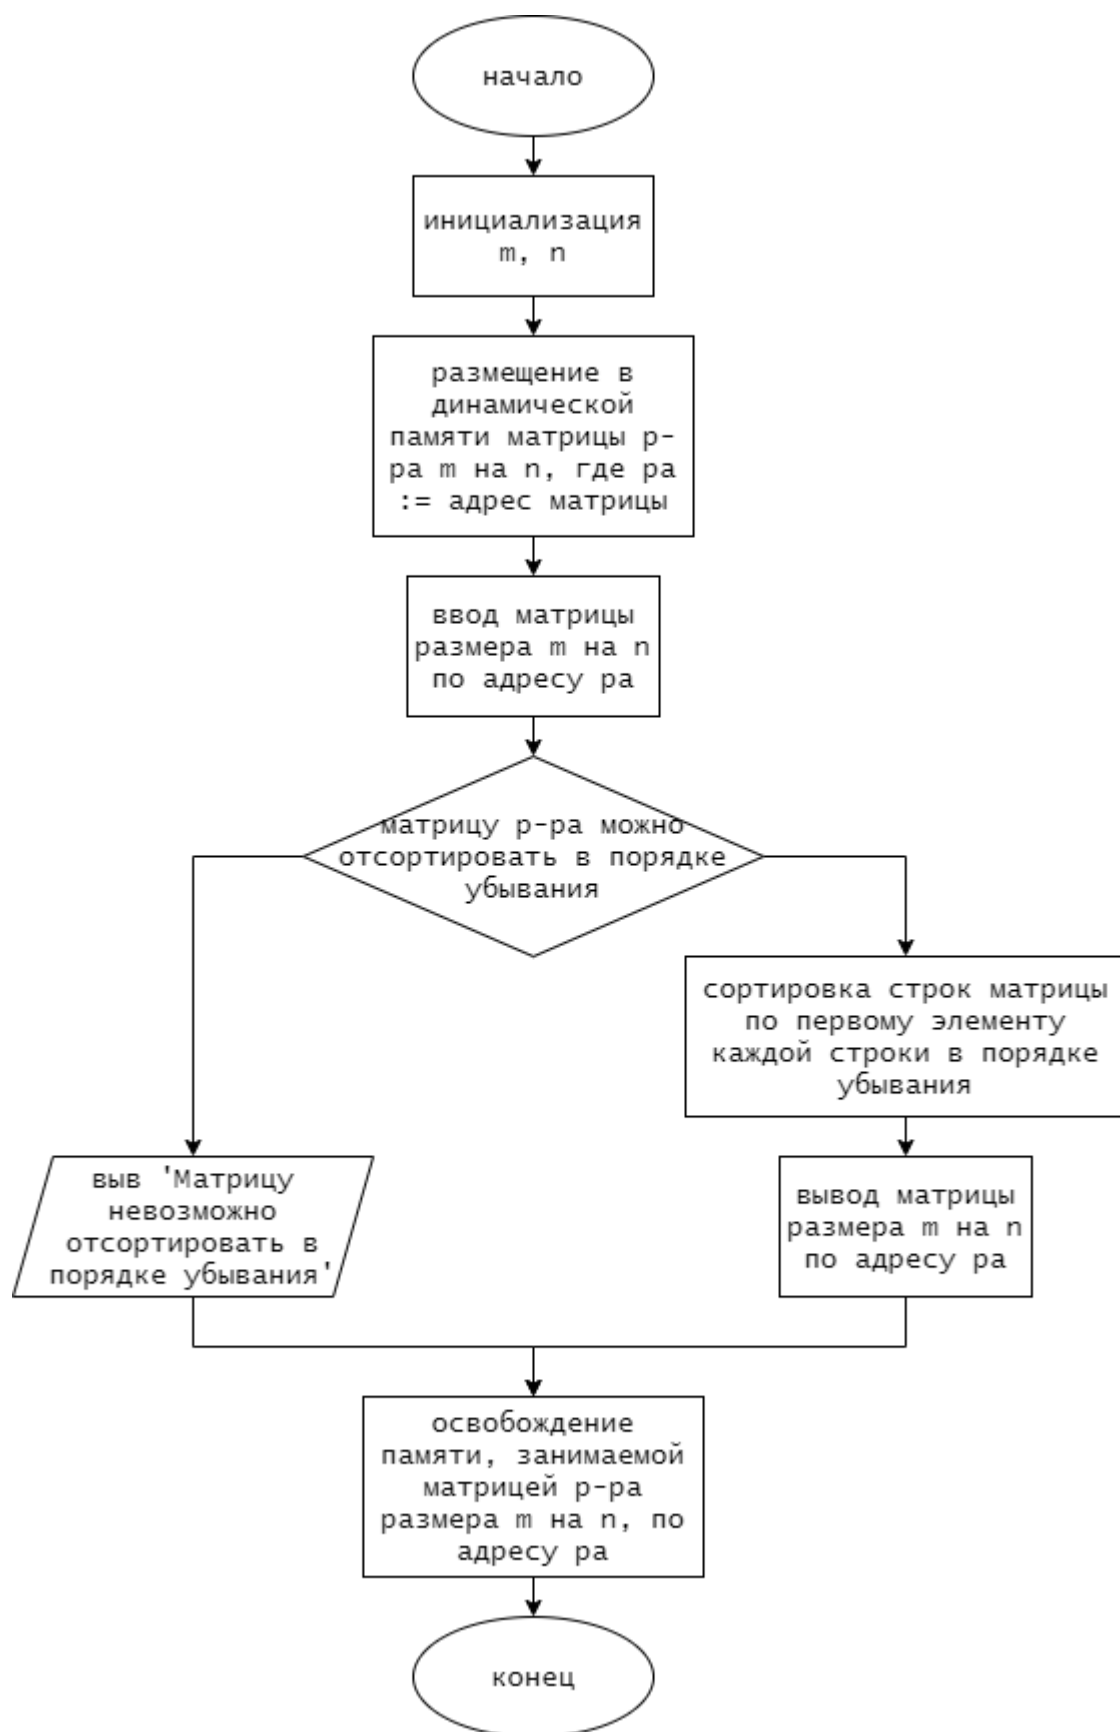 начало
инициализация
m, n
размещение в
динамической
памяти матрицы р-
ра m на n, где pa
:= адрес матрицы
ввод матрицы
размера m на n
по адресу pa
матрицу р-ра можно
отсортировать в порядке
убывания
сортировка строк матрицы
по первому элементу
каждой строки в порядке
убывания
выв 'Матрицу
невозможно
отсортировать в
порядке убывания'
вывод матрицы
размера m на n
по адресу pa
освобождение
памяти, занимаемой
матрицей р-ра
размера m на n, по
адресу pa
конец